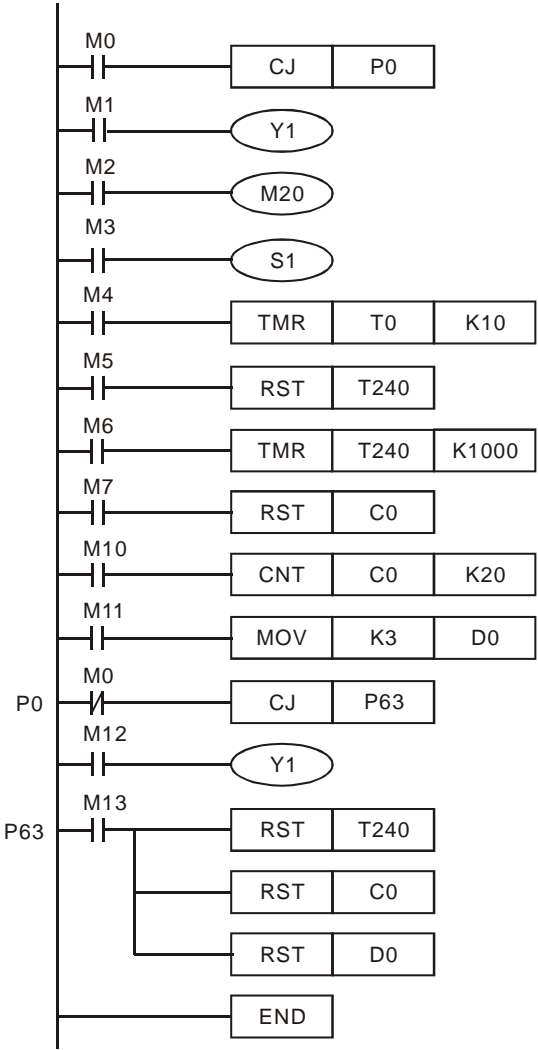 M0
CJ P0
M1
Y1
M2
M20
M3
S1
M4
TMR T0 K10
M5
RST T240
M6
TMR T240 K1000
M7
RST C0
M10
CNT C0 K20
M11
MOV K3 D0
M0
P0 CJ P63
M12
Y1
M13
P63 RST T240
RST C0
RST D0
END